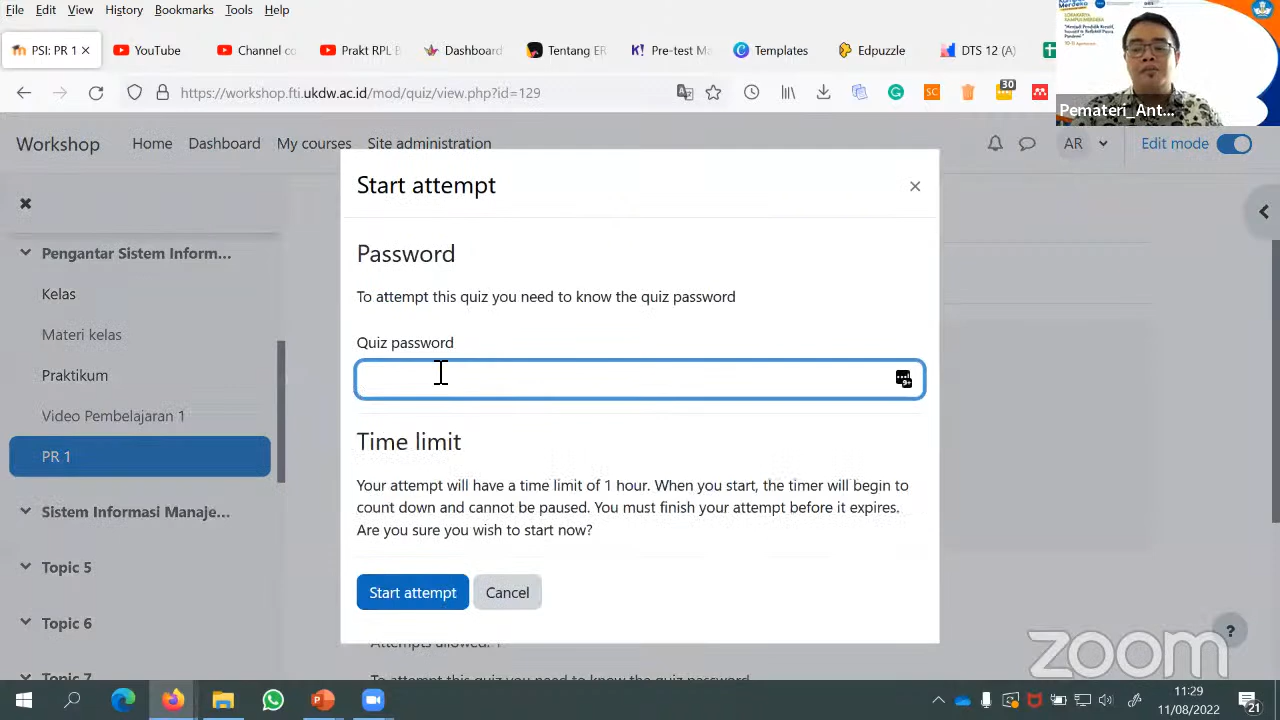 File Edit View History Bookmarks Tools Help
PSI: PR 1
YouTube
Pre-test
Templates
Edpuzzle
DTS 12 (A)
https://workshop.fti.ukdw.ac.id/mod/quiz/view.php?id=129
SC
30
LOKAKARYA
KAMPUS MERDEKA
Pemateri_Ant...
Workshop
Home
Dashboard
My courses
Site administration
AR
Edit mode
Pengantar Sistem Inform...
Kelas
Materi kelas
Praktikum
Video Pembelajaran 1
PR 1
Sistem Informasi Manaje...
Topic 5
Topic 6
Topic 7
Start attempt
Password
To attempt this quiz you need to know the quiz password
Quiz password
9+
Time limit
Your attempt will have a time limit of 1 hour. When you start, the timer will begin to
count down and cannot be paused. You must finish your attempt before it expires.
Are you sure you wish to start now?
Start attempt
Cancel
Attempts allowed: 1
To attempt this quiz you need to know the quiz password
?
zoom
11:29
11/08/2022
21